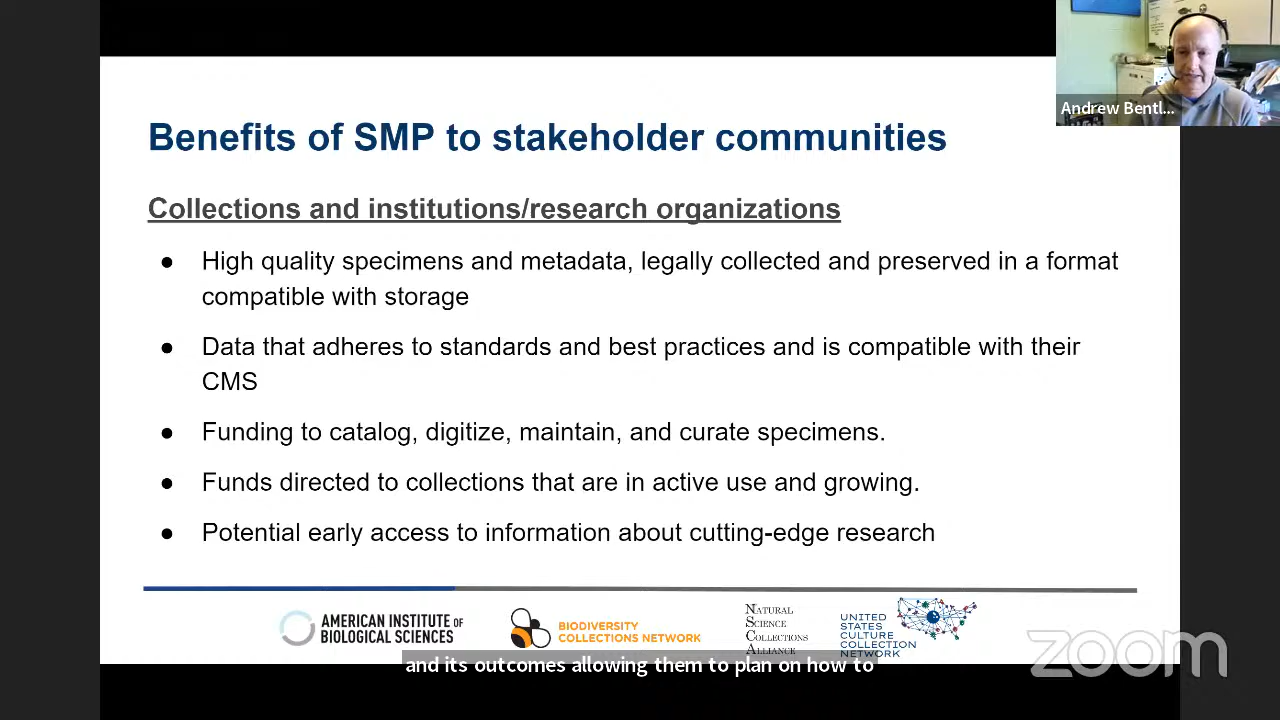 Andrew Bentl...
Benefits of SMP to stakeholder communities
Collections and institutions/research organizations
● High quality specimens and metadata, legally collected and preserved in a format
compatible with storage
● Data that adheres to standards and best practices and is compatible with their
CMS
● Funding to catalog, digitize, maintain, and curate specimens.
● Funds directed to collections that are in active use and growing.
● Potential early access to information about cutting-edge research
AMERICAN INSTITUTE of
BIOLOGICAL SCIENCES
BIODIVERSITY
COLLECTIONS NETWORK
NATURAL
SCIENCE
COLLECTIONS
ALLIANCE
UNITED
STATES
CULTURE
COLLECTION
NETWORK
zoom
and its outcomes allowing them to plan on how to